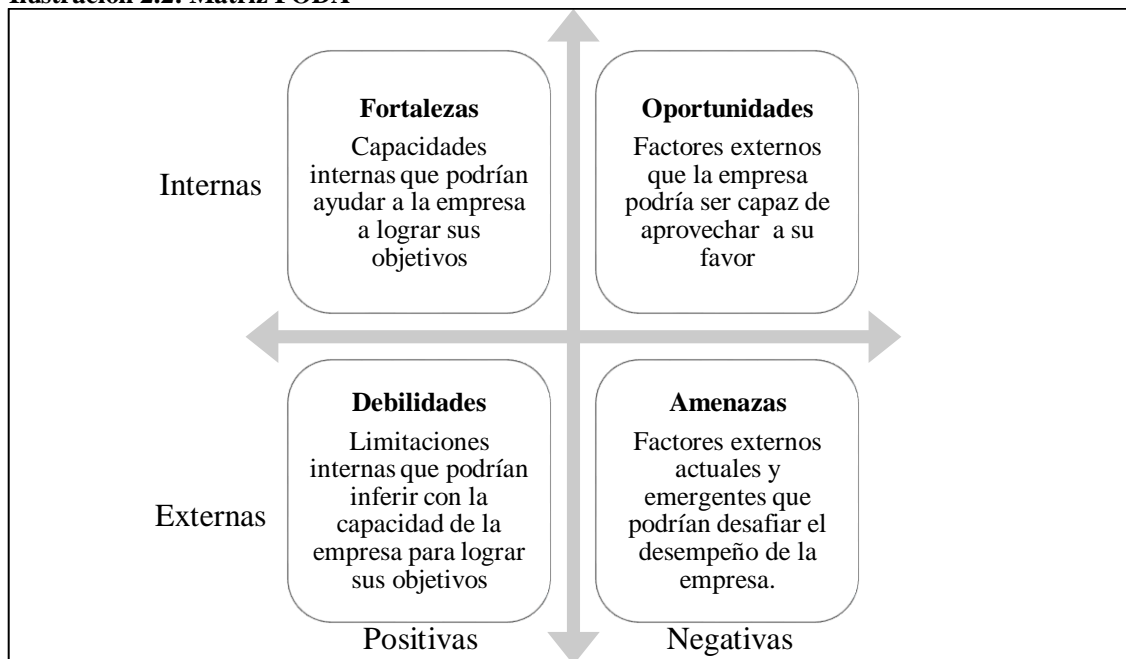 Ilustración 2.2: Matriz FODA
Fortalezas
Capacidades
internas que podrían
ayudar a la empresa
a lograr sus
objetivos
Oportunidades
Factores externos
que la empresa
podría ser capaz de
aprovechar a su
favor
Internas
Debilidades
Limitaciones
internas que podrían
inferir con la
capacidad de la
empresa para lograr
sus objetivos
Amenazas
Factores externos
actuales y
emergentes que
podrían desafiar el
desempeño de la
empresa.
Externas
Positivas
Negativas